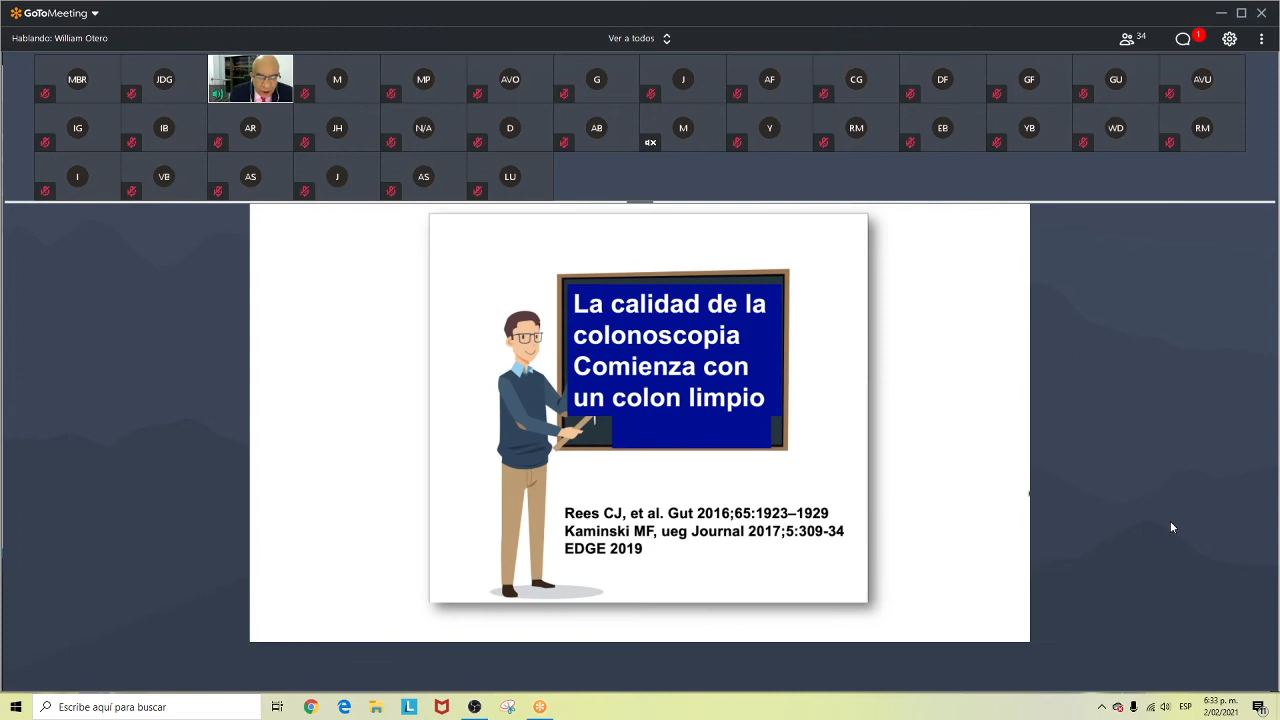 GoToMeeting
Hablando: William Otero
Ver a todos
34
1
MBR JDG M MP AVO G J AF CG DF GF GU AVU
IG IB AR JH N/A D AB M Y RM EB YB WD RM
I VB AS J AS LU
La calidad de la
colonoscopia
Comienza con
un colon limpio
Rees CJ, et al. Gut 2016;65:1923–1929
Kaminski MF, ueg Journal 2017;5:309-34
EDGE 2019
Escribe aquí para buscar
ESP
6:33 p. m.
2/02/2021